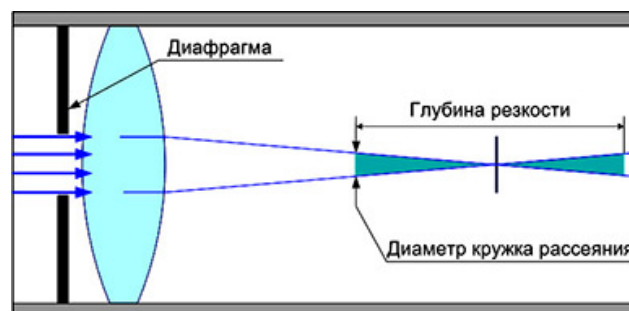 Диафрагма
Глубина резкости
Диаметр кружка рассеяния